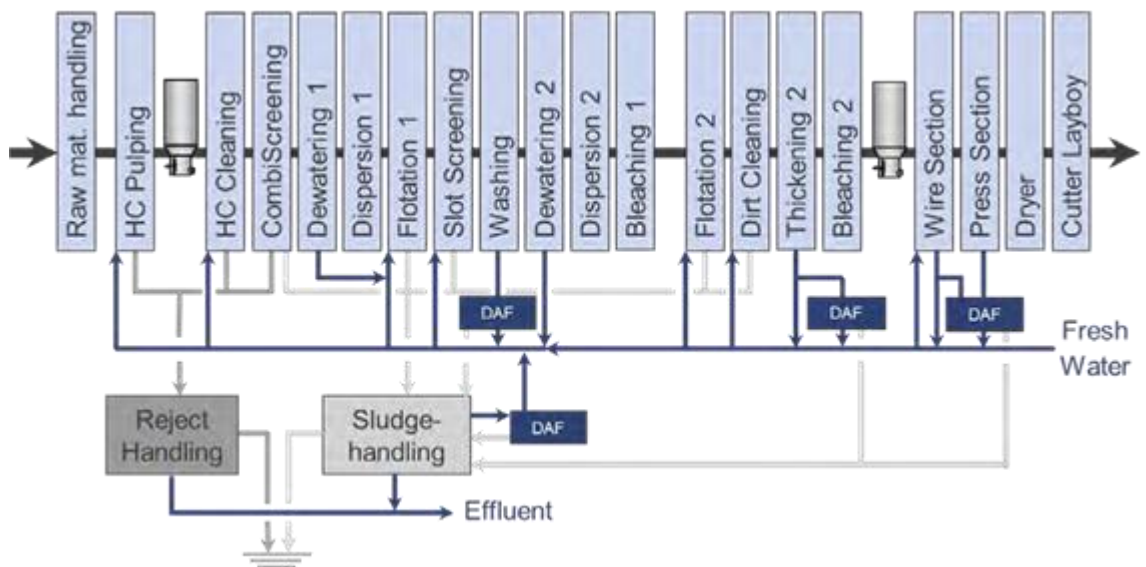 Raw mat. handling
HC Pulping
HC Cleaning
CombiScreening
Dewatering 1
Dispersion 1
Flotation 1
Slot Screening
Washing
Dewatering 2
Dispersion 2
Bleaching 1
Flotation 2
Dirt Cleaning
Thickening 2
Bleaching 2
Wire Section
Press Section
Dryer
Cutter Layboy
DAF
DAF
DAF
Fresh
Water
Reject
Handling
Sludge-
handling
DAF
Effluent